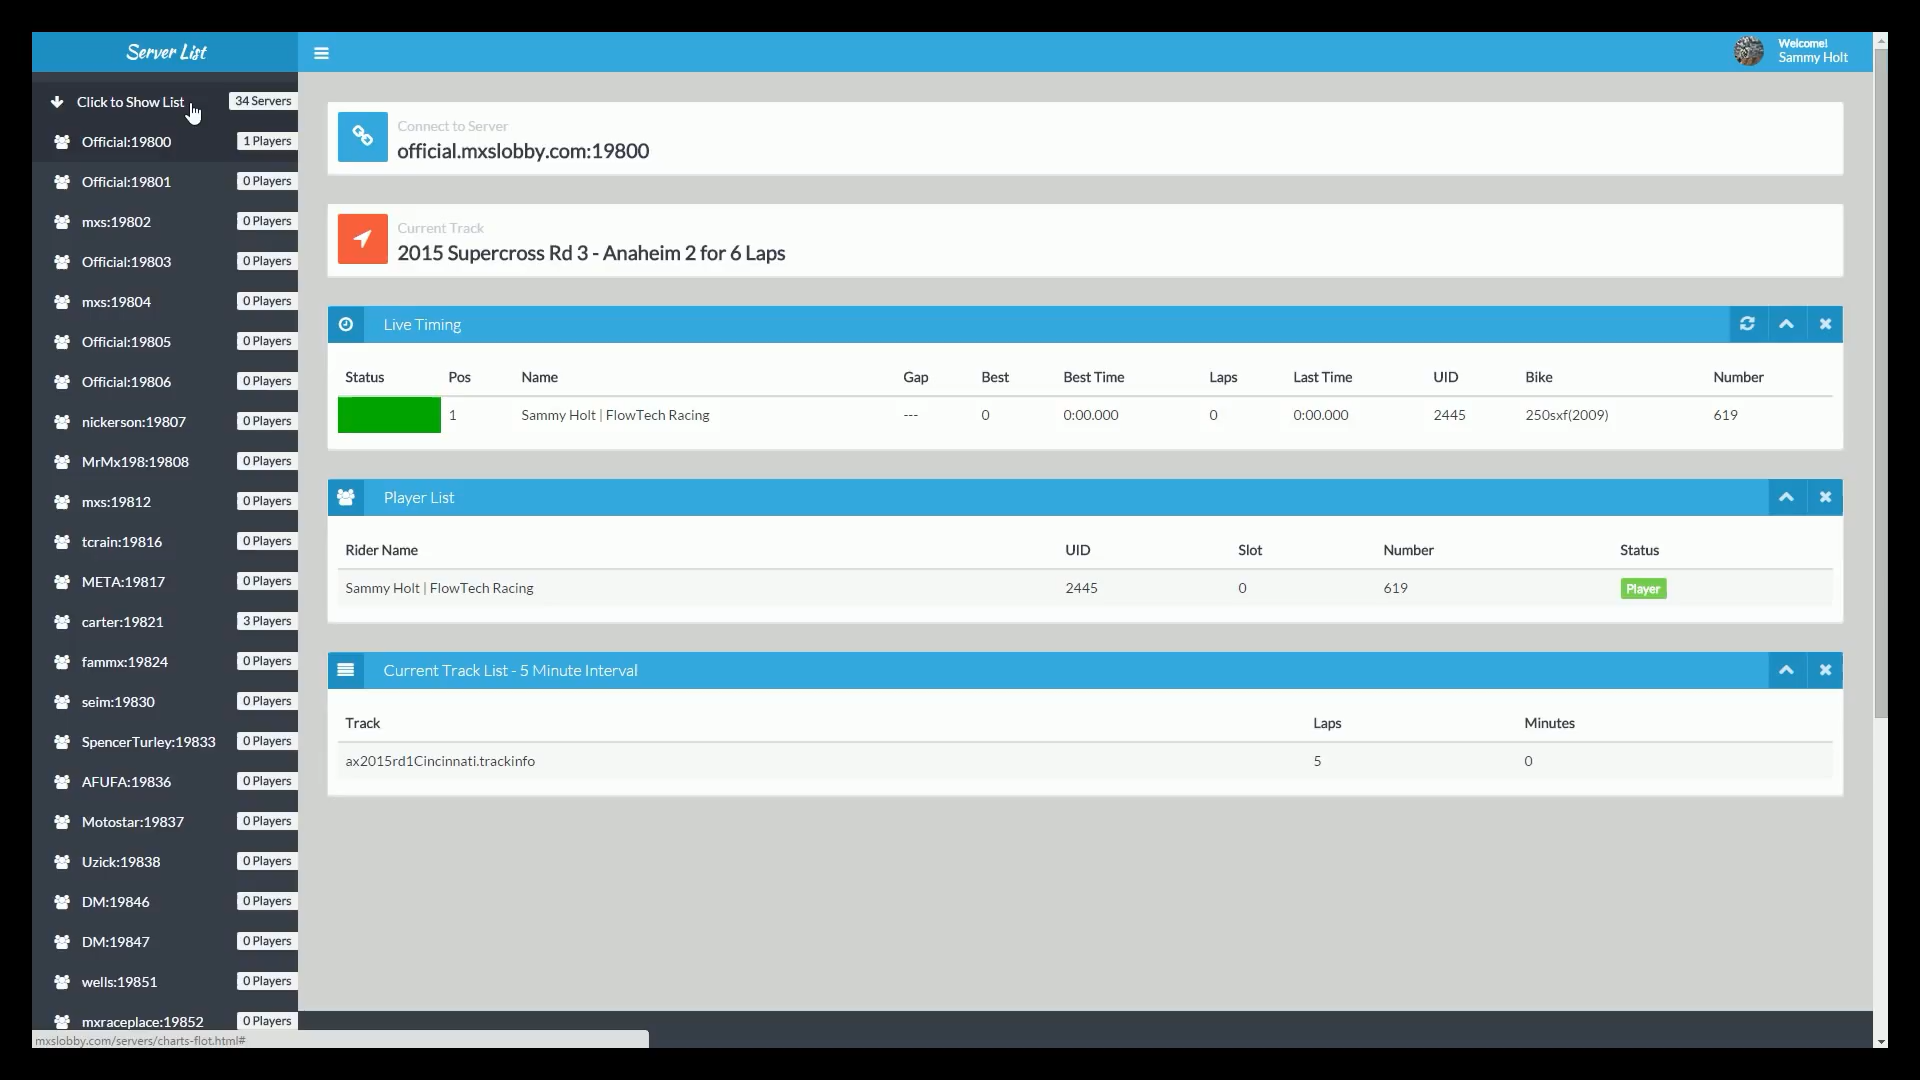 Server List
Welcome!
Sammy Holt
Click to Show List 34 Servers
Official:19800 1 Players
Official:19801 0 Players
mxs:19802 0 Players
Official:19803 0 Players
mxs:19804 0 Players
Official:19805 0 Players
Official:19806 0 Players
nickerson:19807 0 Players
MrMx198:19808 0 Players
mxs:19812 0 Players
tcrain:19816 0 Players
META:19817 0 Players
carter:19821 3 Players
fammx:19824 0 Players
seim:19830 0 Players
SpencerTurley:19833 0 Players
AFUFA:19836 0 Players
Motostar:19837 0 Players
Uzick:19838 0 Players
DM:19846 0 Players
DM:19847 0 Players
wells:19851 0 Players
mxraceplace:19852 0 Players
mxslobby.com/servers/charts-flot.html#
Connect to Server
official.mxslobby.com:19800
Current Track
2015 Supercross Rd 3 - Anaheim 2 for 6 Laps
Live Timing
Status Pos Name Gap Best Best Time Laps Last Time UID Bike Number
1 Sammy Holt | FlowTech Racing --- 0 0:00.000 0 0:00.000 2445 250sxf(2009) 619
Player List
Rider Name UID Slot Number Status
Sammy Holt | FlowTech Racing 2445 0 619 Player
Current Track List - 5 Minute Interval
Track Laps Minutes
ax2015rd1Cincinnati.trackinfo 5 0